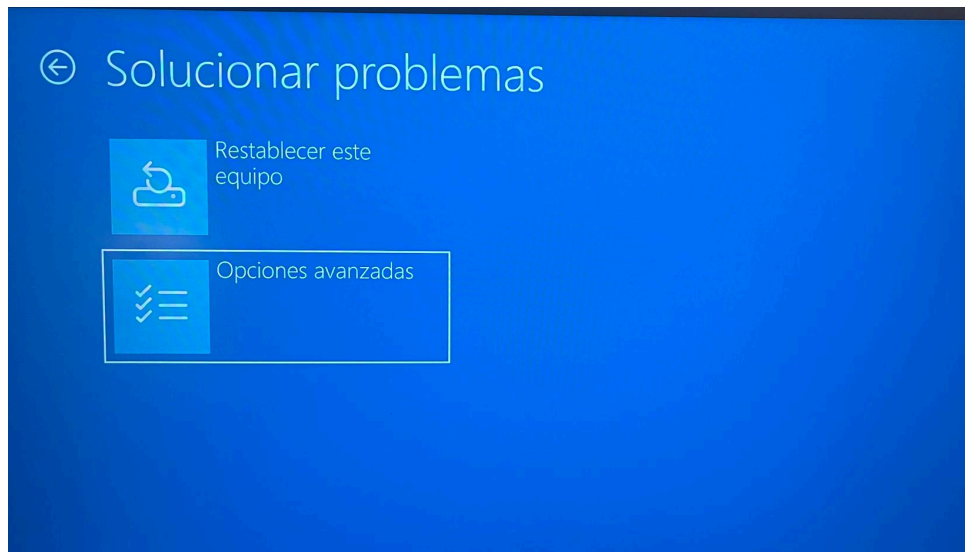 Solucionar problemas
Restablecer este
equipo
Opciones avanzadas